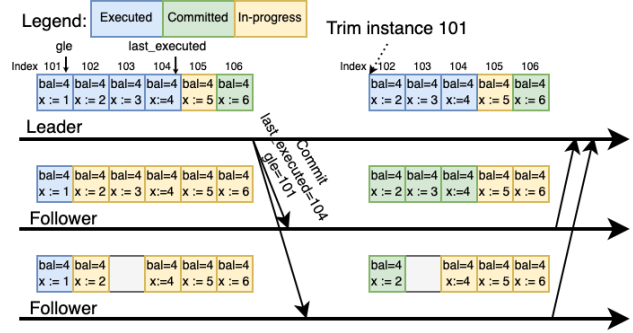 Legend: Executed Committed In-progress
gle last_executed
Trim instance 101
Index 101 102 103 104 105 106
bal=4 bal=4 bal=4 bal=4 bal=4 bal=4
x := 1 x := 2 x := 3 x:=4 x := 5 x := 6
Index 102 103 104 105 106
bal=4 bal=4 bal=4 bal=4 bal=4
x := 2 x := 3 x := 4 x := 5 x := 6
Leader
Commit
last_executed=104
gle=101
bal=4 bal=4 bal=4 bal=4 bal=4 bal=4
x := 1 x := 2 x := 3 x := 4 x := 5 x := 6
bal=4 bal=4 bal=4 bal=4 bal=4
x := 2 x := 3 x := 4 x := 5 x := 6
Follower
bal=4 bal=4 bal=4 bal=4 bal=4
x := 1 x := 2 x:=4 x := 5 x := 6
bal=4 bal=4 bal=4 bal=4
x := 2 x:=4 x := 5 x := 6
Follower